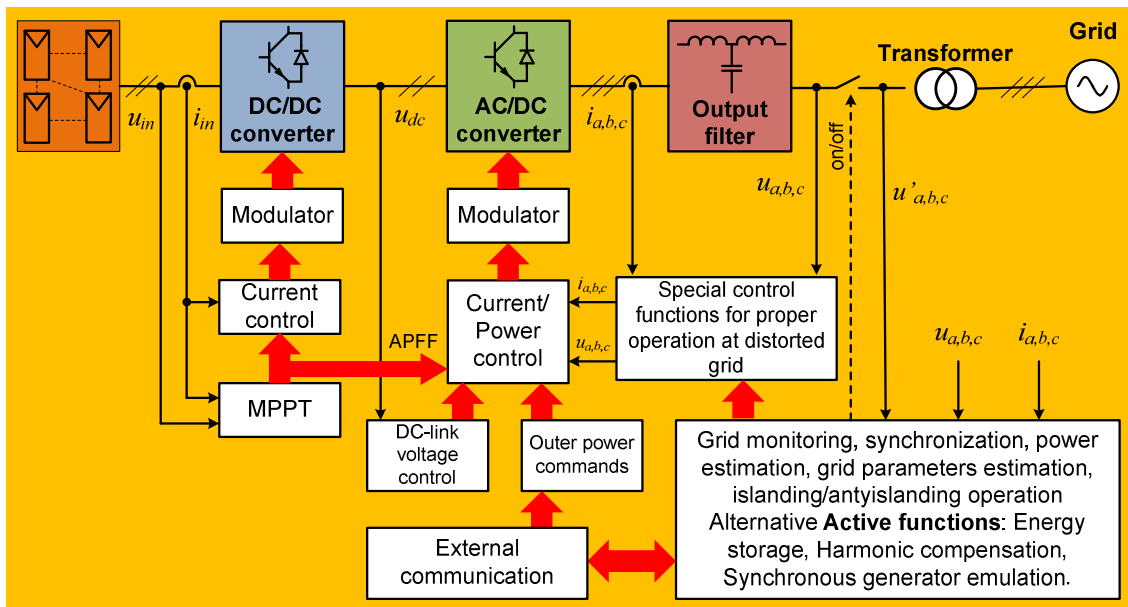 Grid
Transformer
DC/DC
converter
AC/DC
converter
Output
filter
u_in
i_in
u_dc
i_a,b,c
u_a,b,c
on/off
u'_a,b,c
Modulator
Modulator
Current
control
Current/
Power
control
i_a,b,c
u_a,b,c
Special control
functions for proper
operation at distorted
grid
APFF
u_a,b,c
i_a,b,c
MPPT
DC-link
voltage
control
Outer power
commands
Grid monitoring, synchronization, power
estimation, grid parameters estimation,
islanding/antyislanding operation
Alternative Active functions: Energy
storage, Harmonic compensation,
Synchronous generator emulation.
External
communication